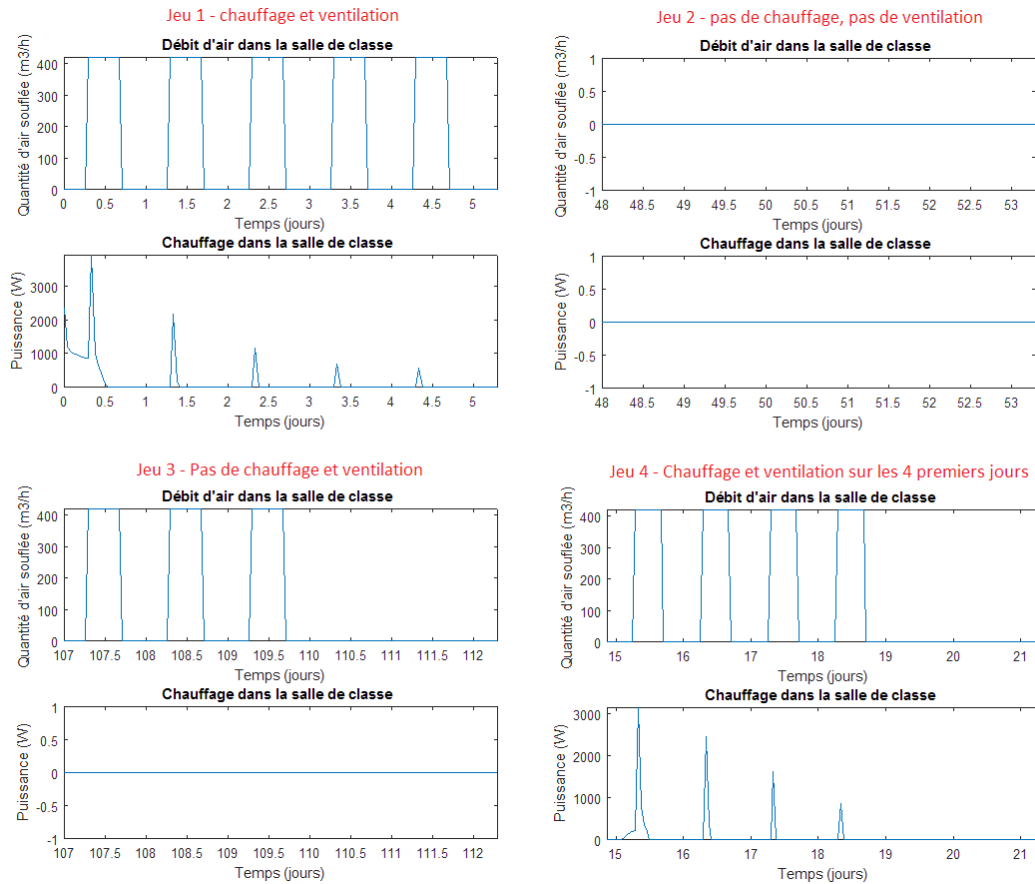 Jeu 1 - chauffage et ventilation
Débit d'air dans la salle de classe
Quantité d'air souflée (m3/h)
400
300
200
100
0
0 0.5 1 1.5 2 2.5 3 3.5 4 4.5 5
Temps (jours)
Chauffage dans la salle de classe
Puissance (W)
3000
2000
1000
0
0 0.5 1 1.5 2 2.5 3 3.5 4 4.5 5
Temps (jours)
Jeu 2 - pas de chauffage, pas de ventilation
Débit d'air dans la salle de classe
Quantité d'air souflée (m3/h)
1
0.5
0
-0.5
-1
48 48.5 49 49.5 50 50.5 51 51.5 52 52.5 53
Temps (jours)
Chauffage dans la salle de classe
Puissance (W)
1
0.5
0
-0.5
-1
48 48.5 49 49.5 50 50.5 51 51.5 52 52.5 53
Temps (jours)
Jeu 3 - Pas de chauffage et ventilation
Débit d'air dans la salle de classe
Quantité d'air souflée (m3/h)
400
300
200
100
0
107 107.5 108 108.5 109 109.5 110 110.5 111 111.5 112
Temps (jours)
Chauffage dans la salle de classe
Puissance (W)
1
0.5
0
-0.5
-1
107 107.5 108 108.5 109 109.5 110 110.5 111 111.5 112
Temps (jours)
Jeu 4 - Chauffage et ventilation sur les 4 premiers jours
Débit d'air dans la salle de classe
Quantité d'air souflée (m3/h)
400
300
200
100
0
15 16 17 18 19 20 21
Temps (jours)
Chauffage dans la salle de classe
Puissance (W)
3000
2000
1000
0
15 16 17 18 19 20 21
Temps (jours)